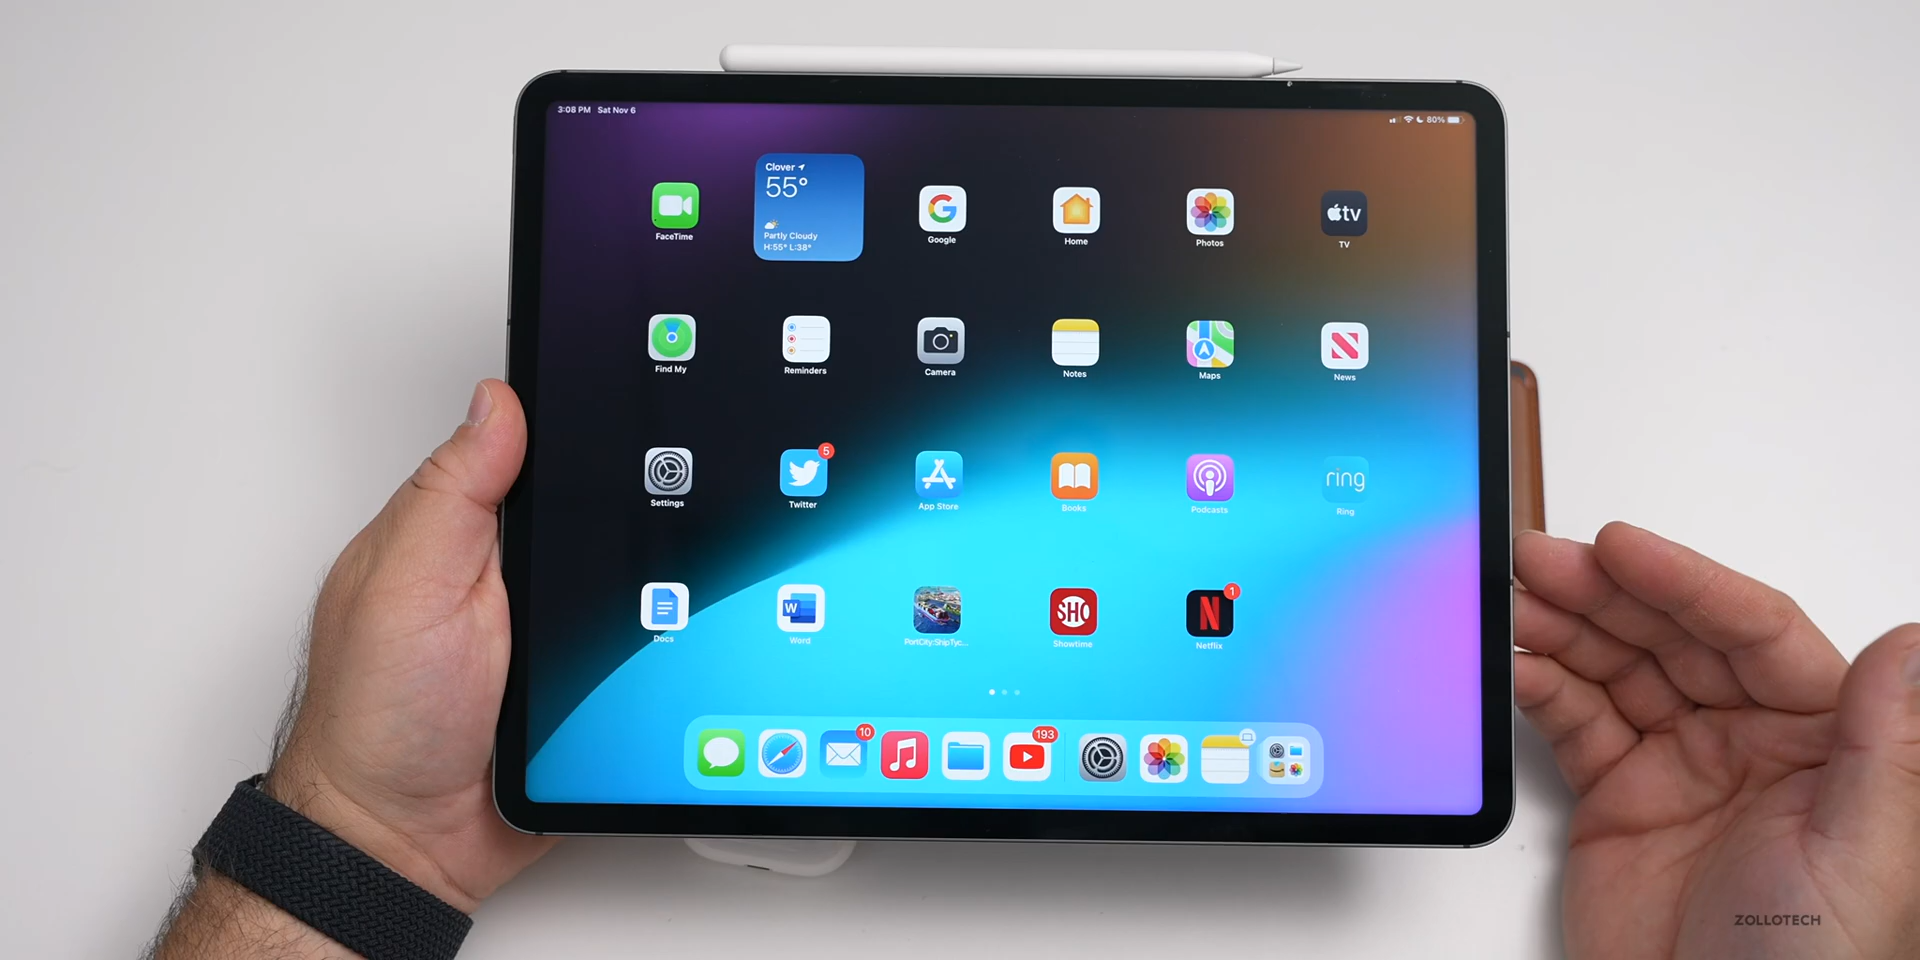 3:08 PM Sat Nov 6
80%
Clover
55°
Partly Cloudy
H:55° L:38°
FaceTime
G
Google
Home
Photos
tv
TV
Find My
Reminders
Camera
Notes
Maps
News
Settings
5
Twitter
App Store
Books
Podcasts
ring
Ring
Docs
W
Word
PortCity:ShipTyc...
SHO
Showtime
N
1
Netflix
10
193
ZOLLOTECH